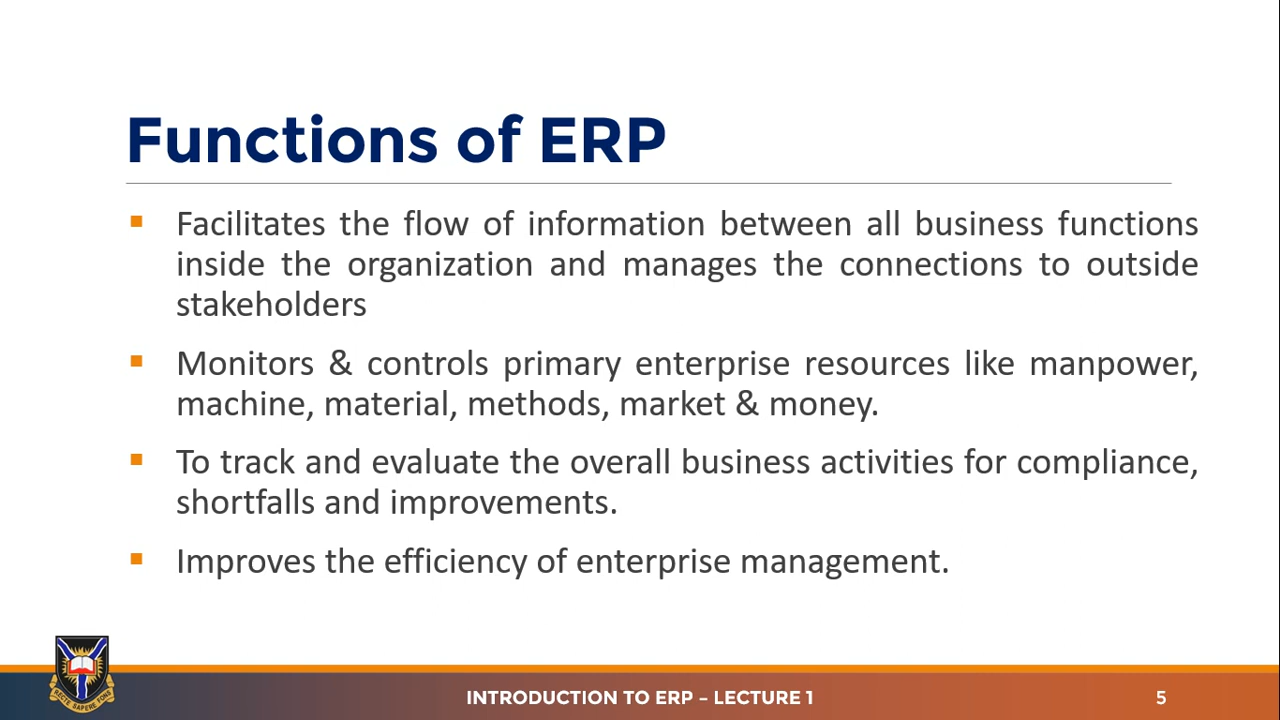 Functions of ERP
Facilitates the flow of information between all business functions
inside the organization and manages the connections to outside
stakeholders
Monitors & controls primary enterprise resources like manpower,
machine, material, methods, market & money.
To track and evaluate the overall business activities for compliance,
shortfalls and improvements.
Improves the efficiency of enterprise management.
RECTE SAPERE FONS
INTRODUCTION TO ERP – LECTURE 1
5